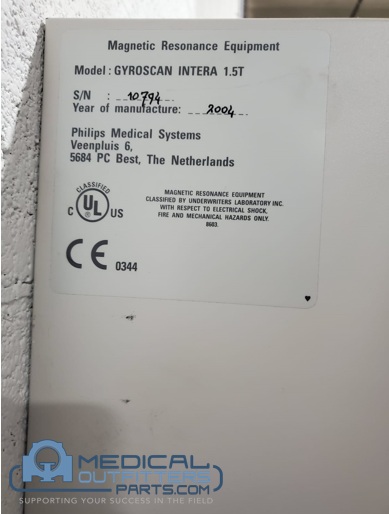 Magnetic Resonance Equipment
Model : GYROSCAN INTERA 1.5T
S/N : 10794
Year of manufacture: 2004
Philips Medical Systems
Veenpluis 6,
5684 PC Best, The Netherlands
CLASSIFIED
C UL US
MAGNETIC RESONANCE EQUIPMENT
CLASSIFIED BY UNDERWRITERS LABORATORY INC.
WITH RESPECT TO ELECTRICAL SHOCK,
FIRE AND MECHANICAL HAZARDS ONLY.
8683.
CE 0344
MEDICAL
OUTFITTERS
PARTS.COM
SUPPORTING YOUR SUCCESS IN THE FIELD